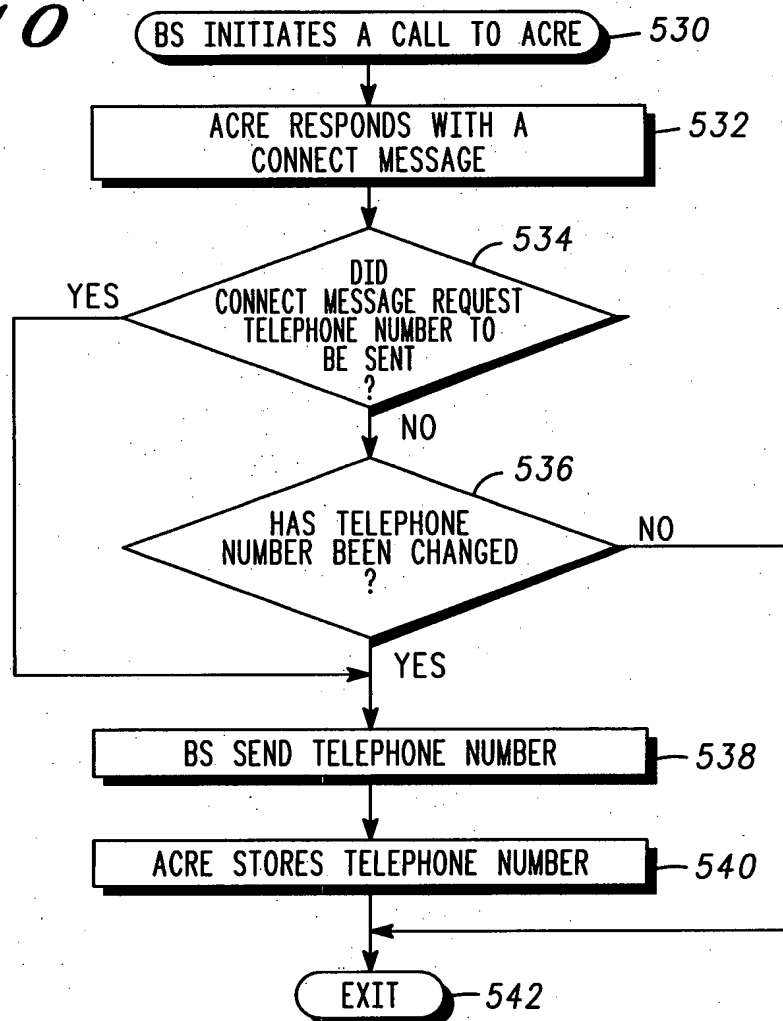 10
BS INITIATES A CALL TO ACRE
530
ACRE RESPONDS WITH A
CONNECT MESSAGE
532
534
DID
CONNECT MESSAGE REQUEST
TELEPHONE NUMBER TO
BE SENT
?
YES
NO
536
HAS TELEPHONE
NUMBER BEEN CHANGED
?
NO
YES
BS SEND TELEPHONE NUMBER
538
ACRE STORES TELEPHONE NUMBER
540
EXIT
542